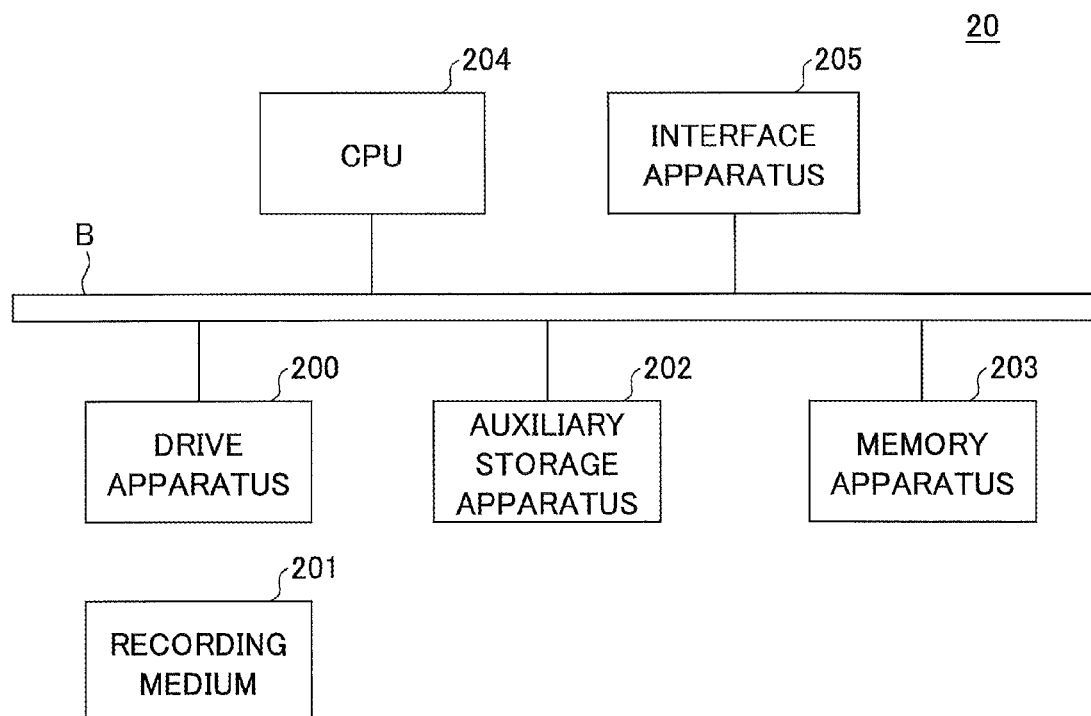 20
204
CPU
205
INTERFACE
APPARATUS
B
200
DRIVE
APPARATUS
202
AUXILIARY
STORAGE
APPARATUS
203
MEMORY
APPARATUS
201
RECORDING
MEDIUM